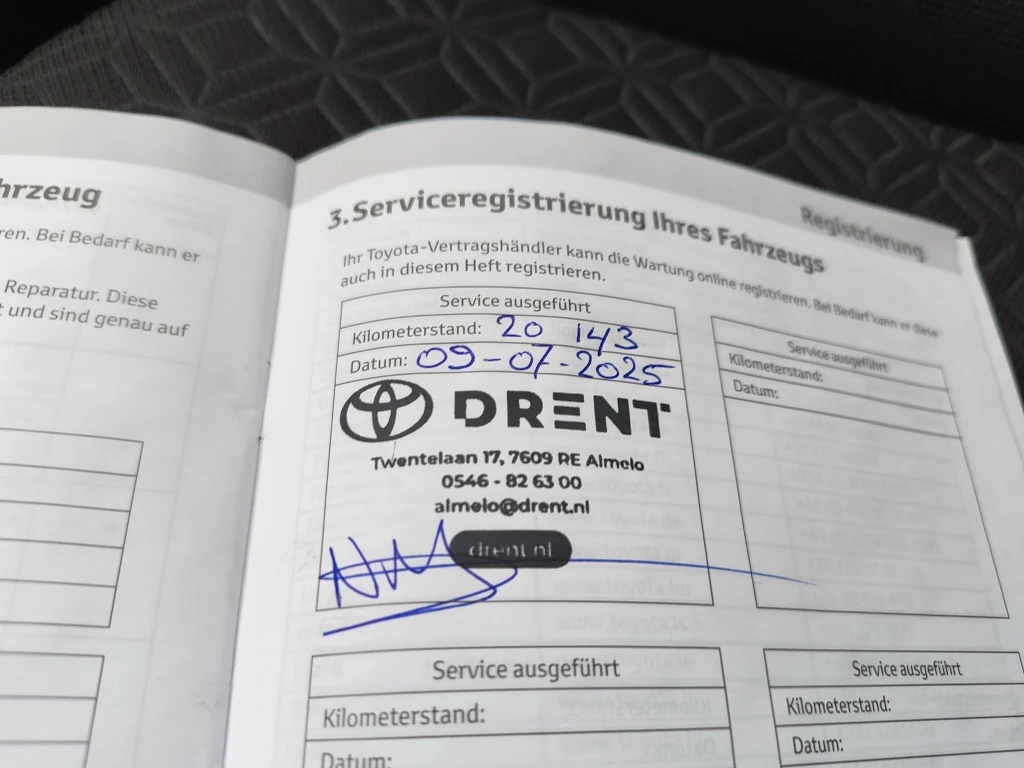 hrzeug
ren. Bei Bedarf kann er
Reparatur. Diese
t und sind genau auf
Registrierung
3. Serviceregistrierung Ihres Fahrzeugs
Ihr Toyota-Vertragshändler kann die Wartung online registrieren. Bei Bedarf kann er diese
auch in diesem Heft registrieren.
Service ausgeführt
Kilometerstand: 20 143
Datum: 09-07-2025
DRENT
Twentelaan 17, 7609 RE Almelo
0546 - 82 63 00
almelo@drent.nl
drent.nl
Service ausgeführt
Kilometerstand:
Datum:
Service ausgeführt
Kilometerstand:
Datum:
Service ausgeführt
Kilometerstand:
Datum: